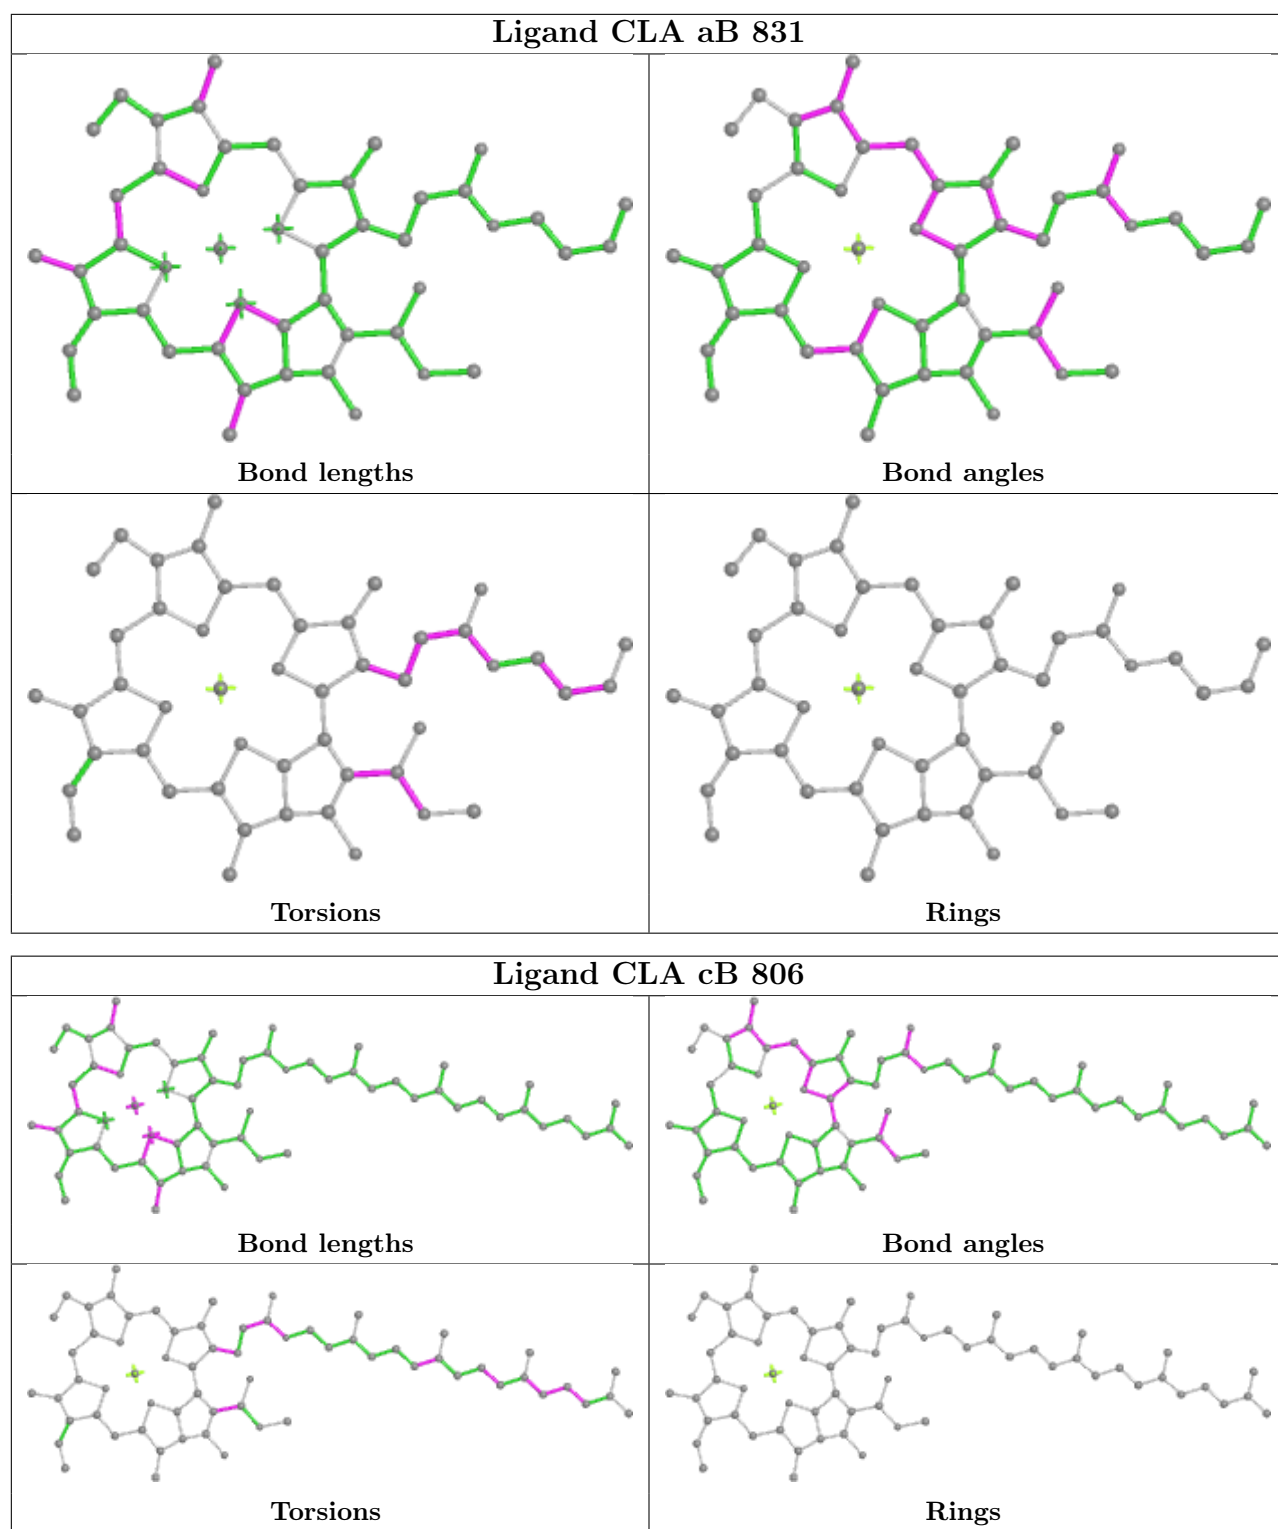 Ligand CLA aB 831
Bond lengths
Bond angles
Torsions
Rings
Ligand CLA cB 806
Bond lengths
Bond angles
Torsions
Rings